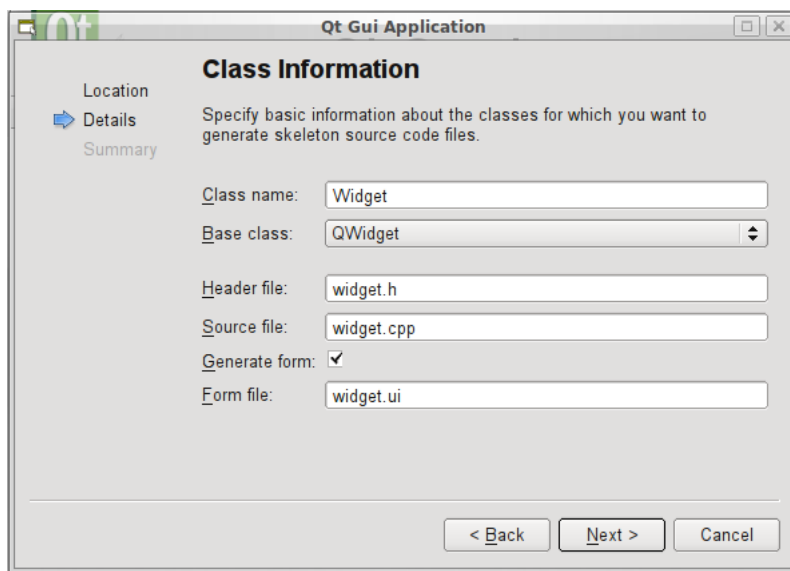 Qt Gui Application
Qt
Class Information
Location
Details
Summary
Specify basic information about the classes for which you want to
generate skeleton source code files.
Class name: Widget
Base class: QWidget
Header file: widget.h
Source file: widget.cpp
Generate form:
Form file: widget.ui
< Back
Next >
Cancel